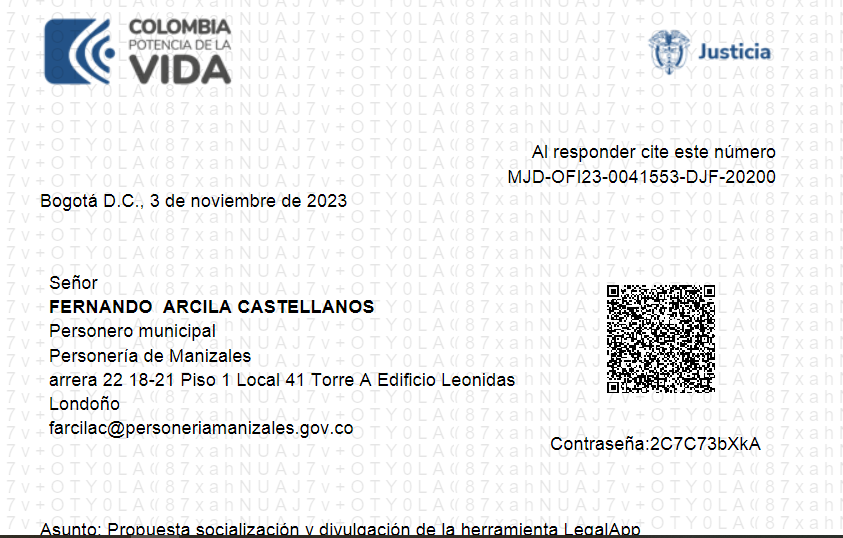 COLOMBIA
POTENCIA DE LA
VIDA
Justicia
Al responder cite este número
MJD-OFI23-0041553-DJF-20200
Bogotá D.C., 3 de noviembre de 2023
Señor
FERNANDO ARCILA CASTELLANOS
Personero municipal
Personería de Manizales
arrera 22 18-21 Piso 1 Local 41 Torre A Edificio Leonidas
Londoño
farcilac@personeriamanizales.gov.co
Contraseña:2C7C73bXkA
Asunto: Propuesta socialización y divulgación de la herramienta LegalApp